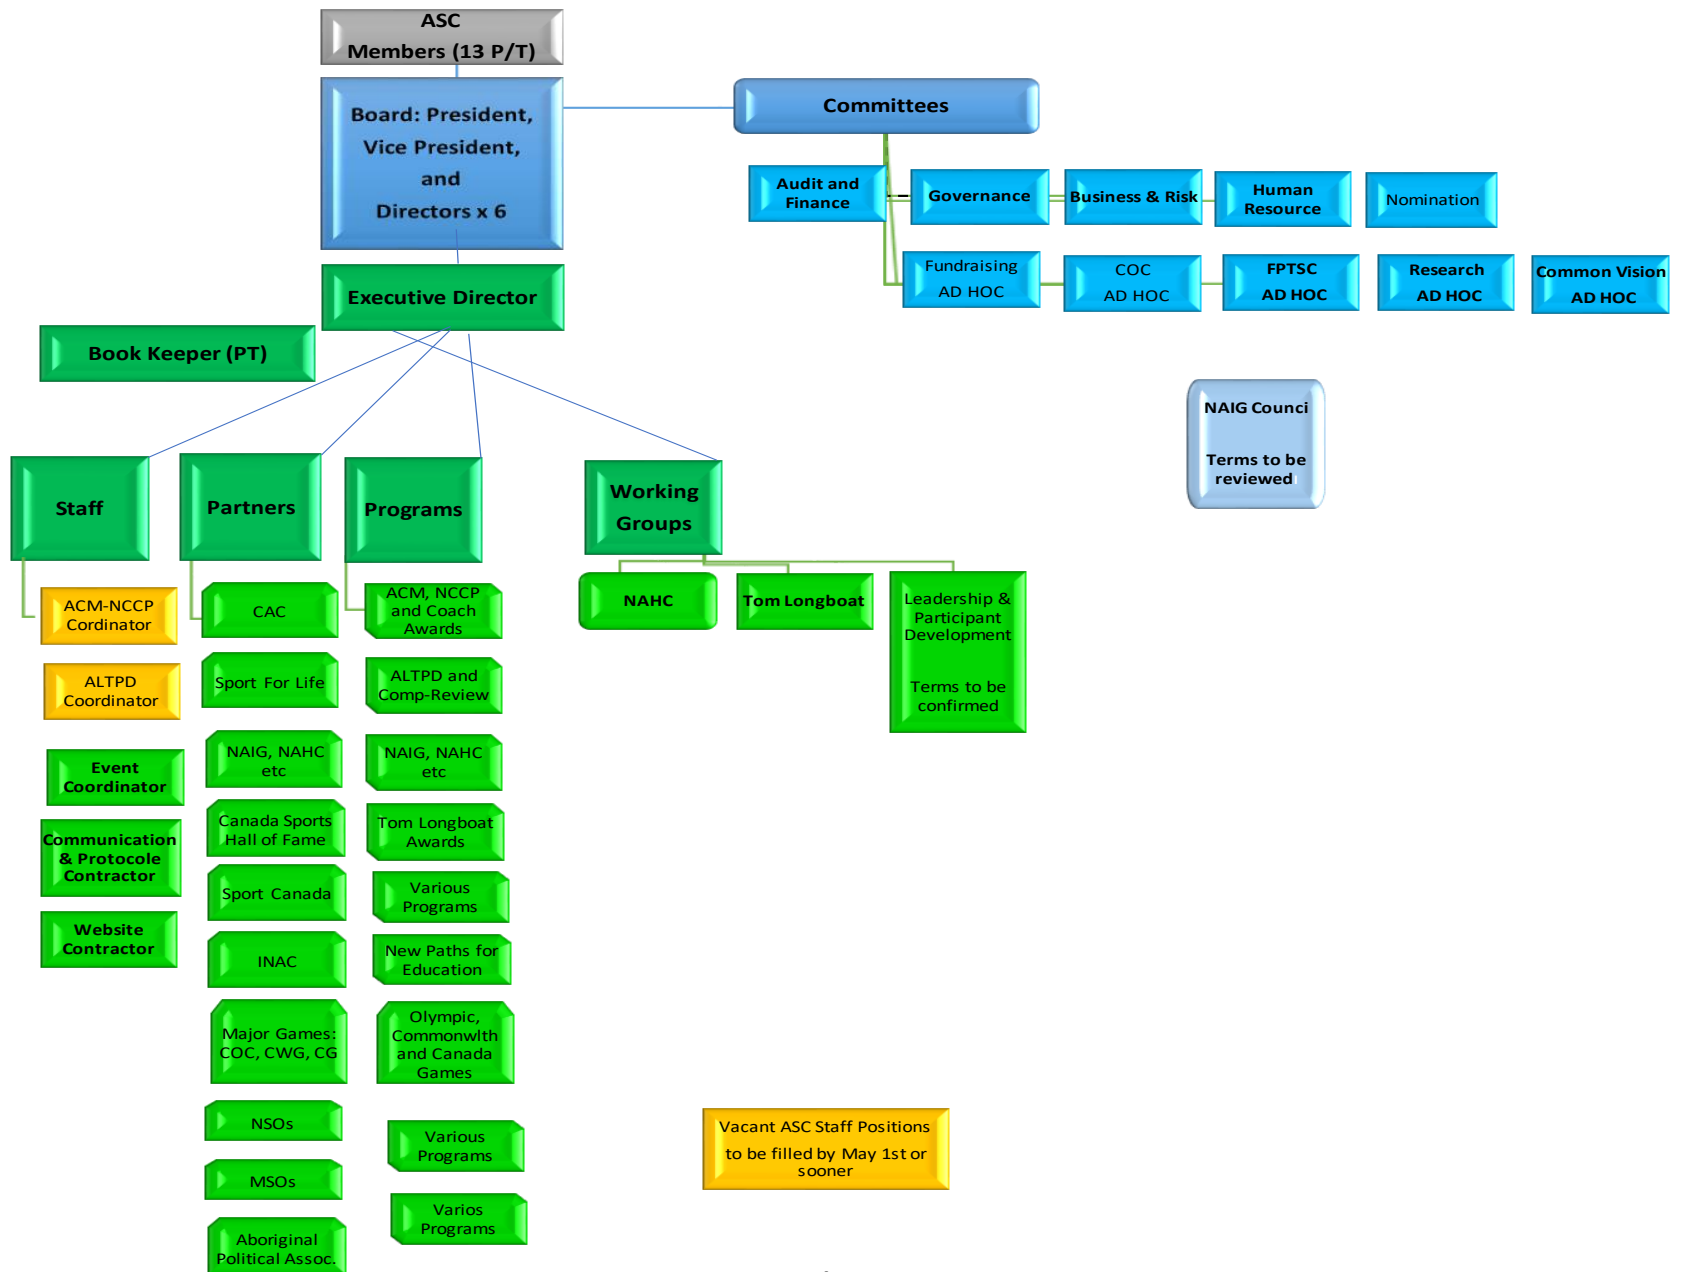 ASC
Members (13 P/T)
Board: President,
Vice President,
and
Directors x 6
Committees
Audit and
Finance
Governance
Business & Risk
Human
Resource
Nomination
Fundraising
AD HOC
COC
AD HOC
FPTSC
AD HOC
Research
AD HOC
Common Vision
AD HOC
Executive Director
Book Keeper (PT)
NAIG Counci
Terms to be
reviewed
Staff
Partners
Programs
Working
Groups
ACM-NCCP
Cordinator
ALTPD
Coordinator
Event
Coordinator
Communication
& Protocole
Contractor
Website
Contractor
CAC
Sport For Life
NAIG, NAHC
etc
Canada Sports
Hall of Fame
Sport Canada
INAC
Major Games:
COC, CWG, CG
NSOs
MSOs
Aboriginal
Political Assoc.
ACM, NCCP
and Coach
Awards
ALTPD and
Comp-Review
NAIG, NAHC
etc
Tom Longboat
Awards
Various
Programs
New Paths for
Education
Olympic,
Commonwlth
and Canada
Games
Various
Programs
Varios
Programs
NAHC
Tom Longboat
Leadership &
Participant
Development
Terms to be
confirmed
Vacant ASC Staff Positions
to be filled by May 1st or
sooner